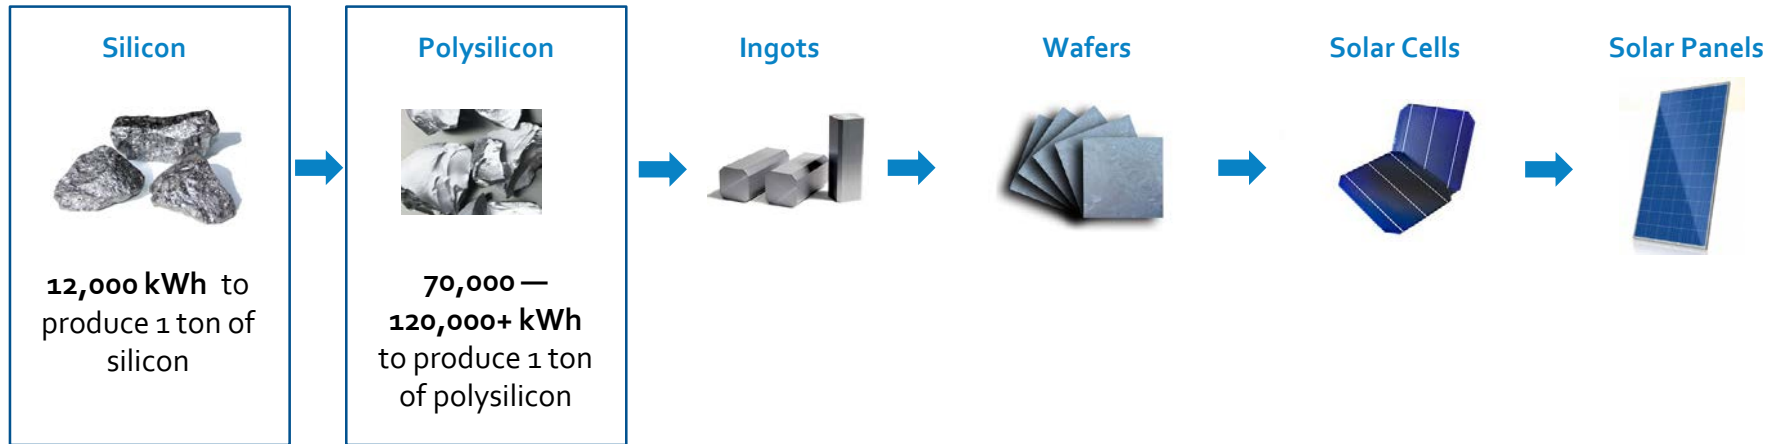 Silicon
Polysilicon
Ingots
Wafers
Solar Cells
Solar Panels
12,000 kWh to
produce 1 ton of
silicon
70,000 —
120,000+ kWh
to produce 1 ton
of polysilicon